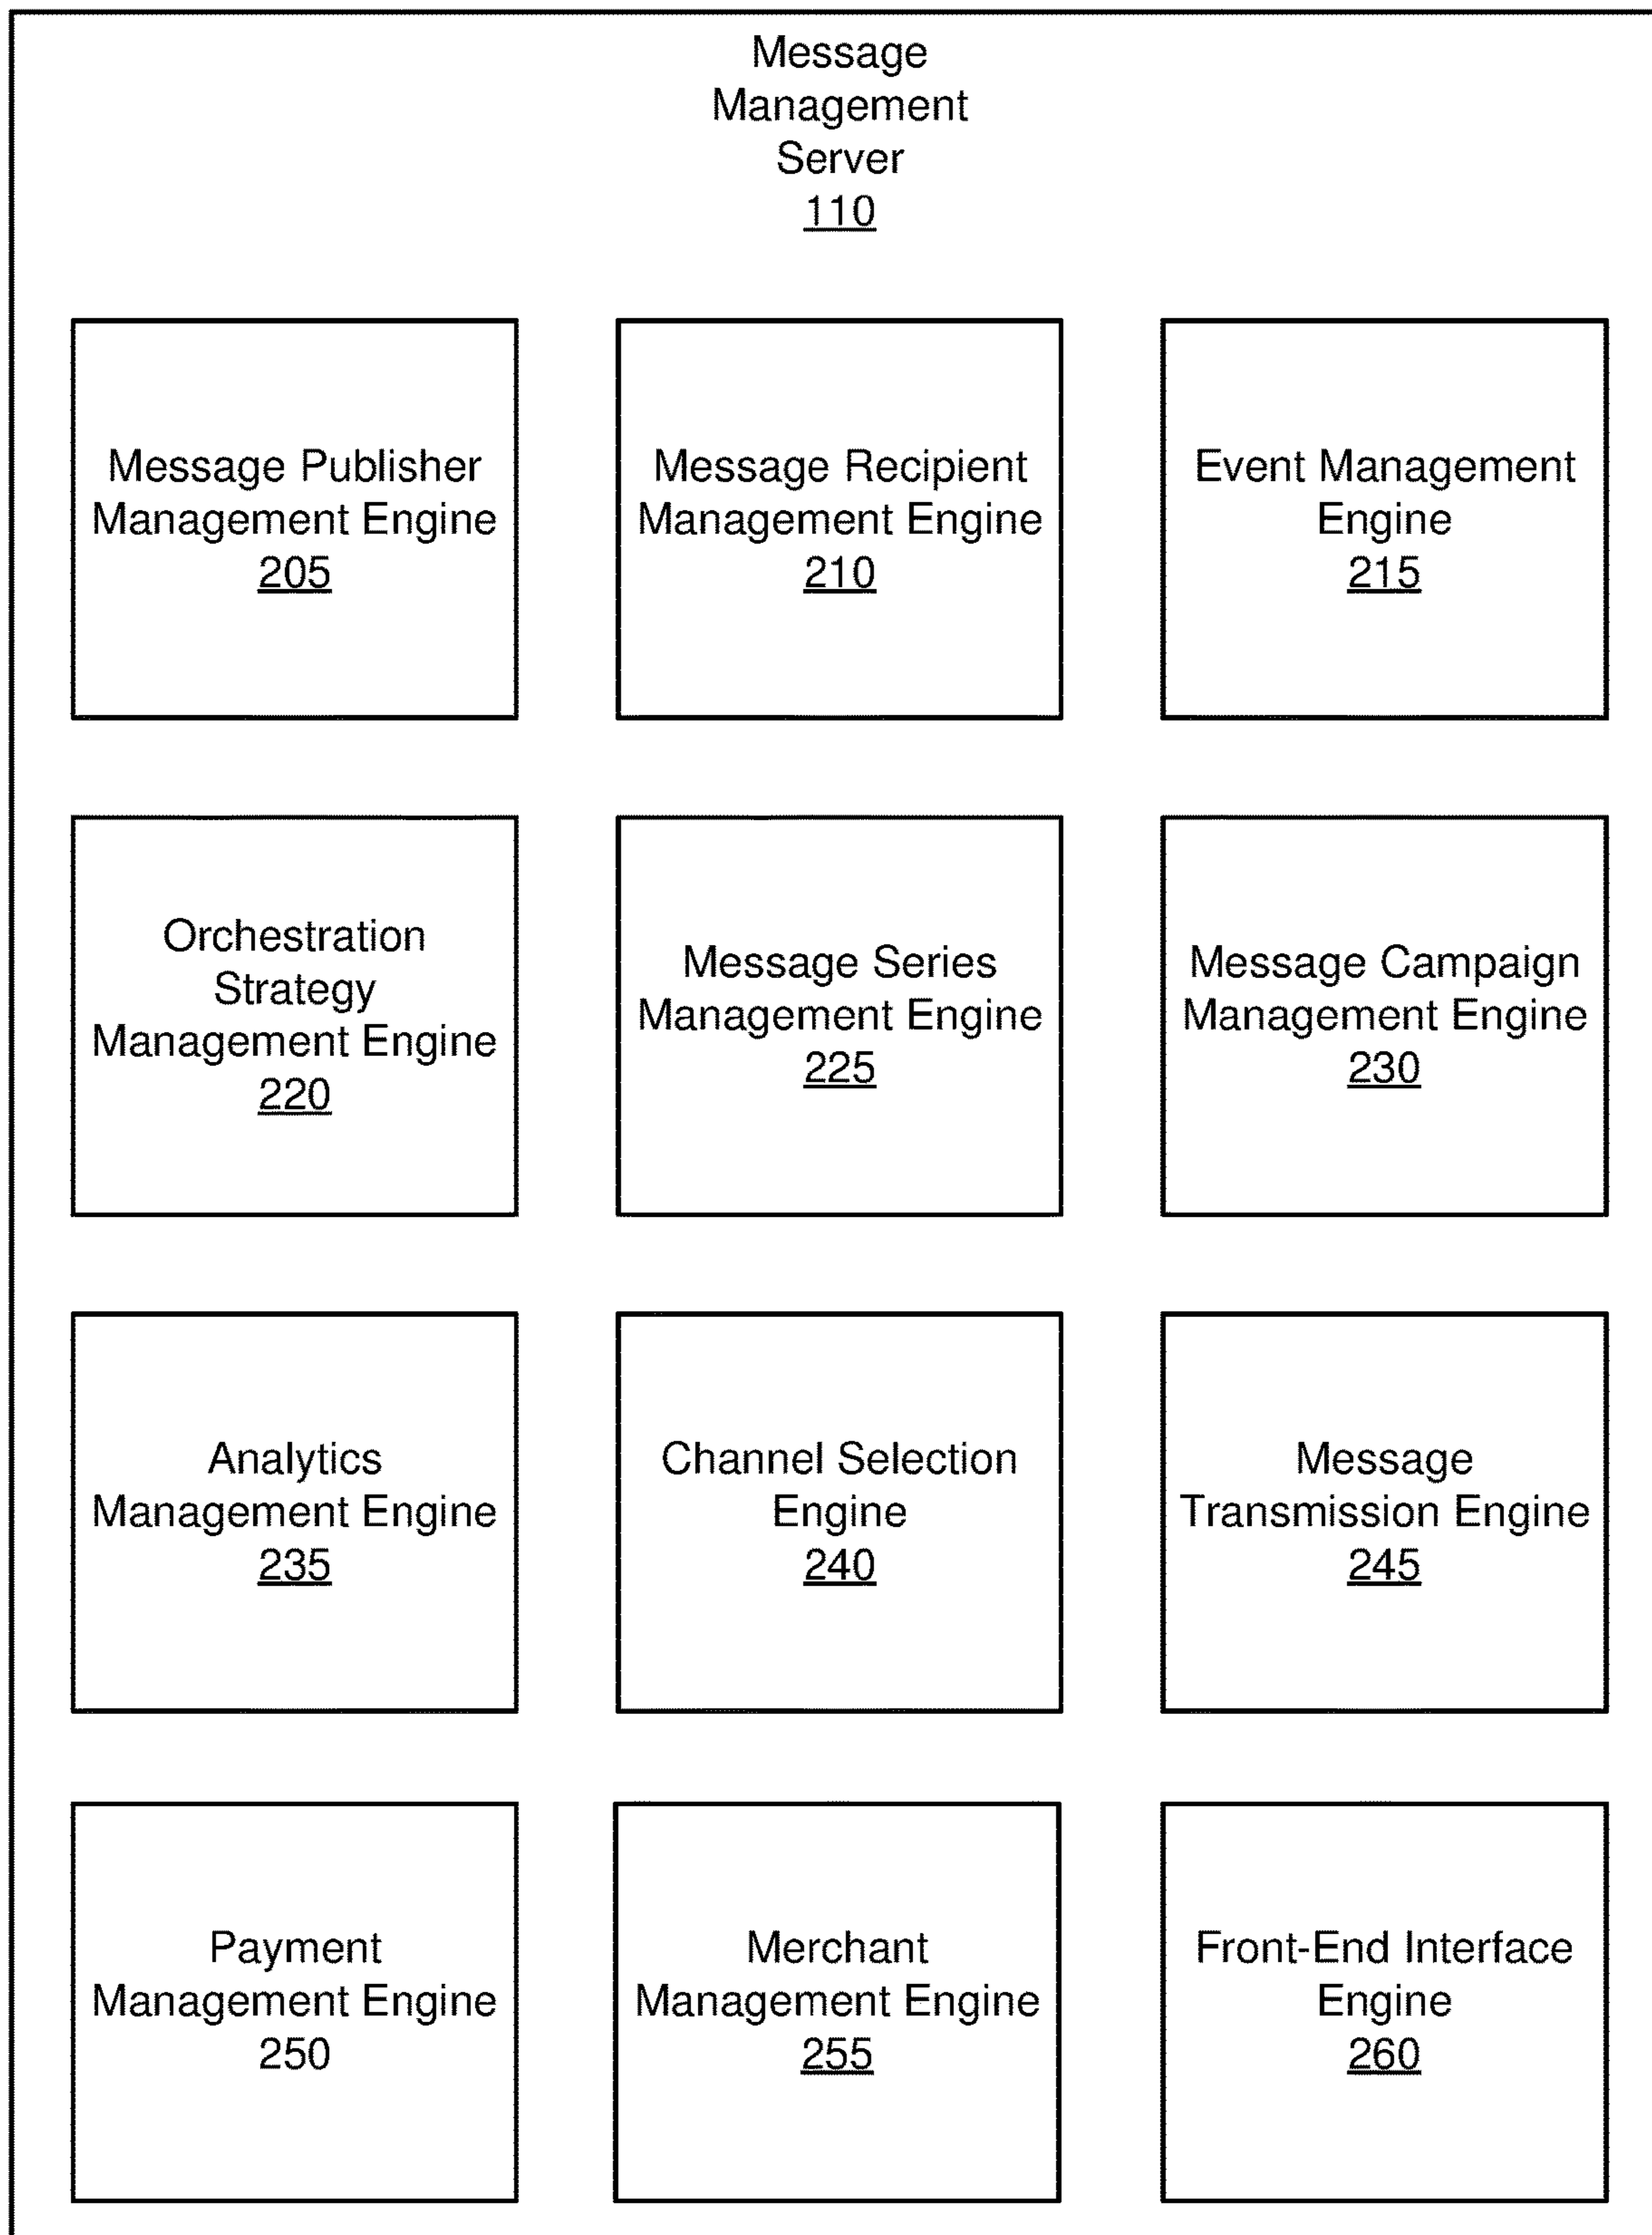 Message
Management
Server
110
Message Publisher
Management Engine
205
Message Recipient
Management Engine
210
Event Management
Engine
215
Orchestration
Strategy
Management Engine
220
Message Series
Management Engine
225
Message Campaign
Management Engine
230
Analytics
Management Engine
235
Channel Selection
Engine
240
Message
Transmission Engine
245
Payment
Management Engine
250
Merchant
Management Engine
255
Front-End Interface
Engine
260